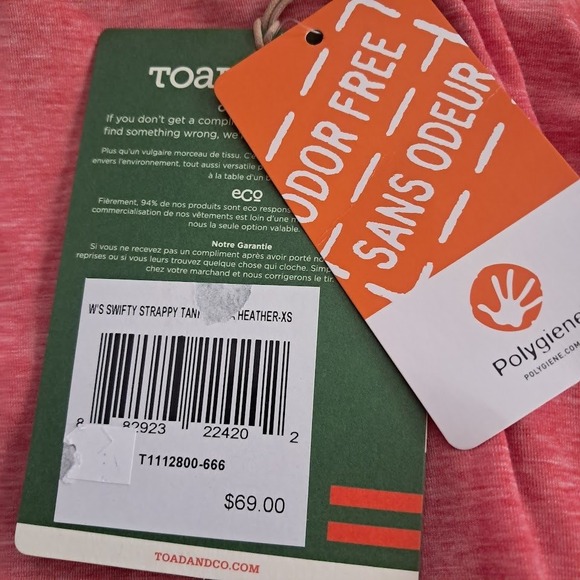 TOAD
If you don't get a compli
find something wrong, we'
Plus qu'un vulgaire morceau de tissu. C'e
envers l'environnement, tout aussi versatile p
à la table d'un
eco
Fièrement, 94% de nos produits sont eco respons
commercialisation de nos vêtements est loin d'une
nous la seule option valable.
Notre Garantie
Si vous ne recevez pas un compliment après avoir porté no
reprises ou si vous leurs trouvez quelque chose qui cloche. Simp
chez votre marchand et nous corrigerons le tir.
W'S SWIFTY STRAPPY TAN HEATHER-XS
8 82923 22420 2
T1112800-666
$69.00
TOADANDCO.COM
ODOR FREE
SANS ODEUR
Polygiene
POLYGIENE.COM